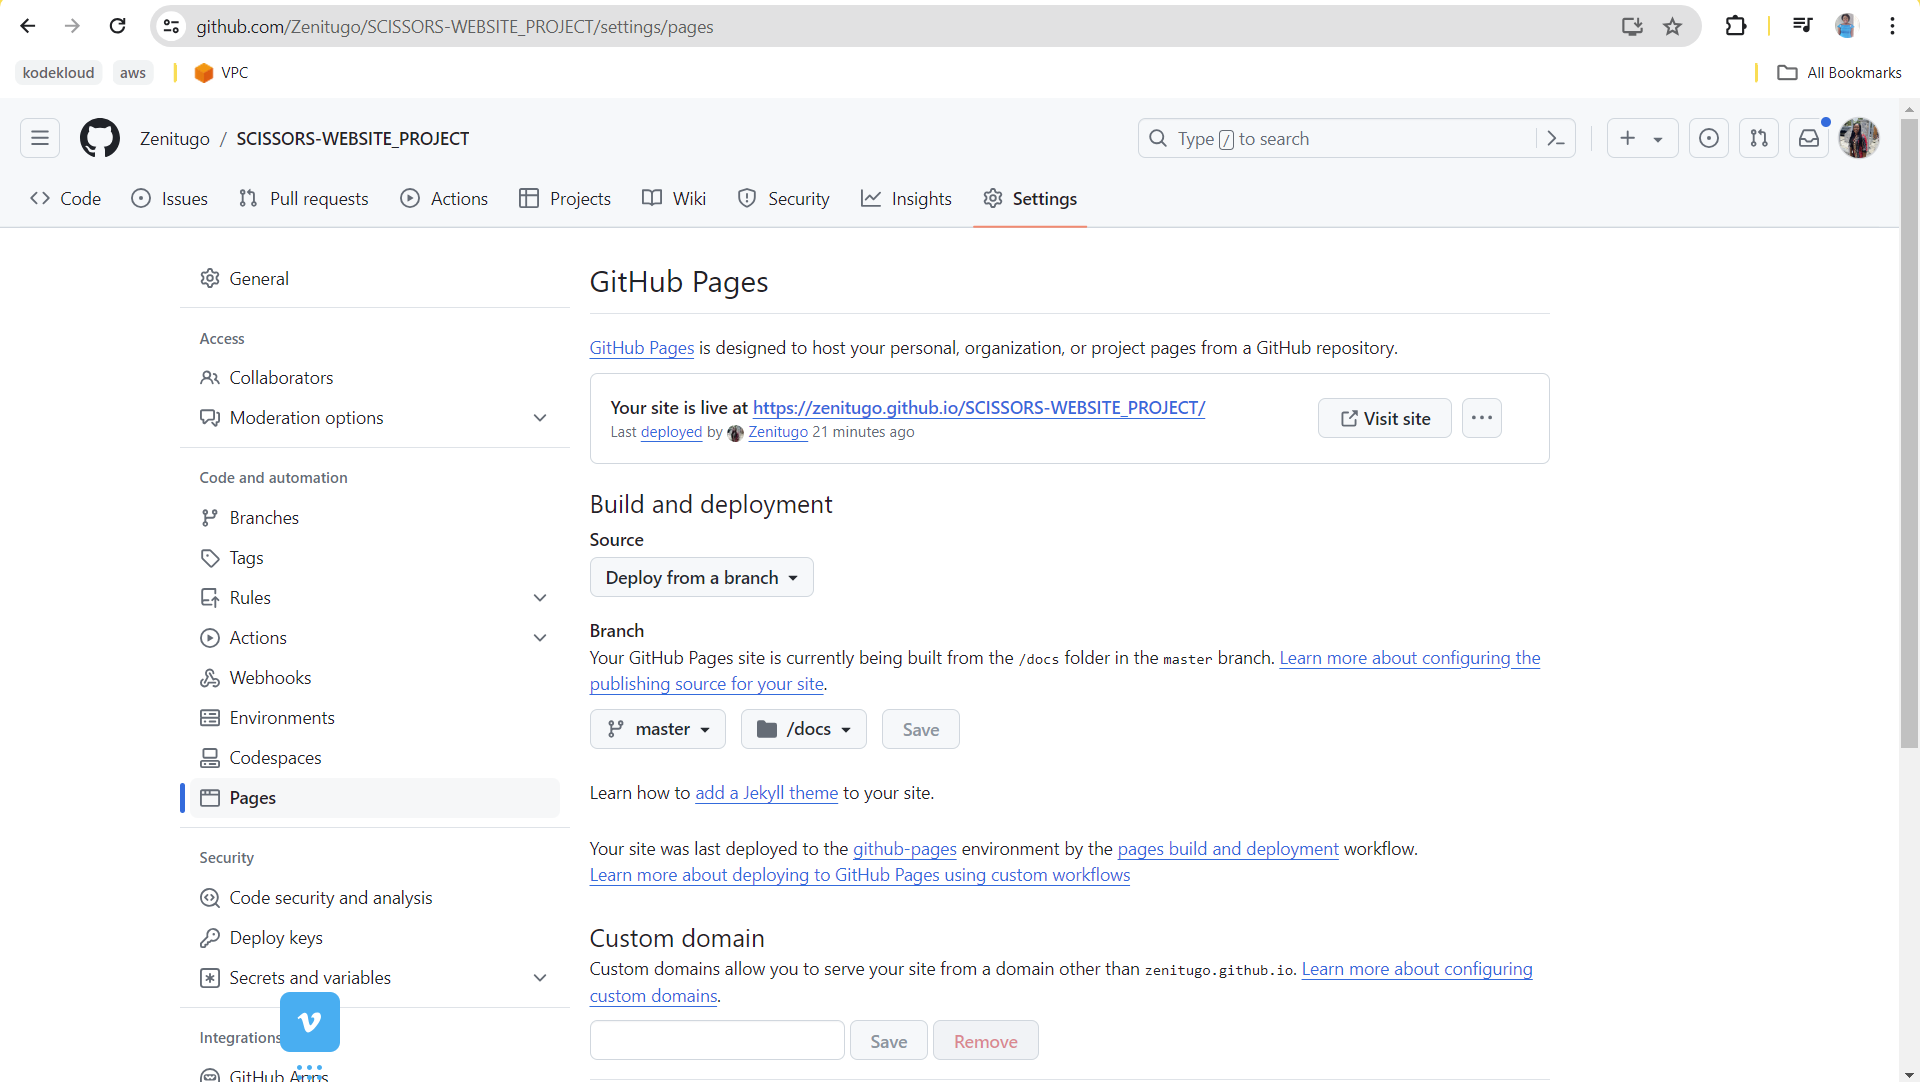 github.com/Zenitugo/SCISSORS-WEBSITE_PROJECT/settings/pages
kodekloud aws VPC All Bookmarks
Zenitugo / SCISSORS-WEBSITE_PROJECT
Type / to search
Code Issues Pull requests Actions Projects Wiki Security Insights Settings
General
Access
Collaborators
Moderation options
Code and automation
Branches
Tags
Rules
Actions
Webhooks
Environments
Codespaces
Pages
Security
Code security and analysis
Deploy keys
Secrets and variables
Integrations
GitHub Apps
GitHub Pages
GitHub Pages is designed to host your personal, organization, or project pages from a GitHub repository.
Your site is live at https://zenitugo.github.io/SCISSORS-WEBSITE_PROJECT/
Last deployed by Zenitugo 21 minutes ago
Visit site
Build and deployment
Source
Deploy from a branch
Branch
Your GitHub Pages site is currently being built from the /docs folder in the master branch. Learn more about configuring the
publishing source for your site.
master /docs Save
Learn how to add a Jekyll theme to your site.
Your site was last deployed to the github-pages environment by the pages build and deployment workflow.
Learn more about deploying to GitHub Pages using custom workflows
Custom domain
Custom domains allow you to serve your site from a domain other than zenitugo.github.io. Learn more about configuring
custom domains.
Save Remove